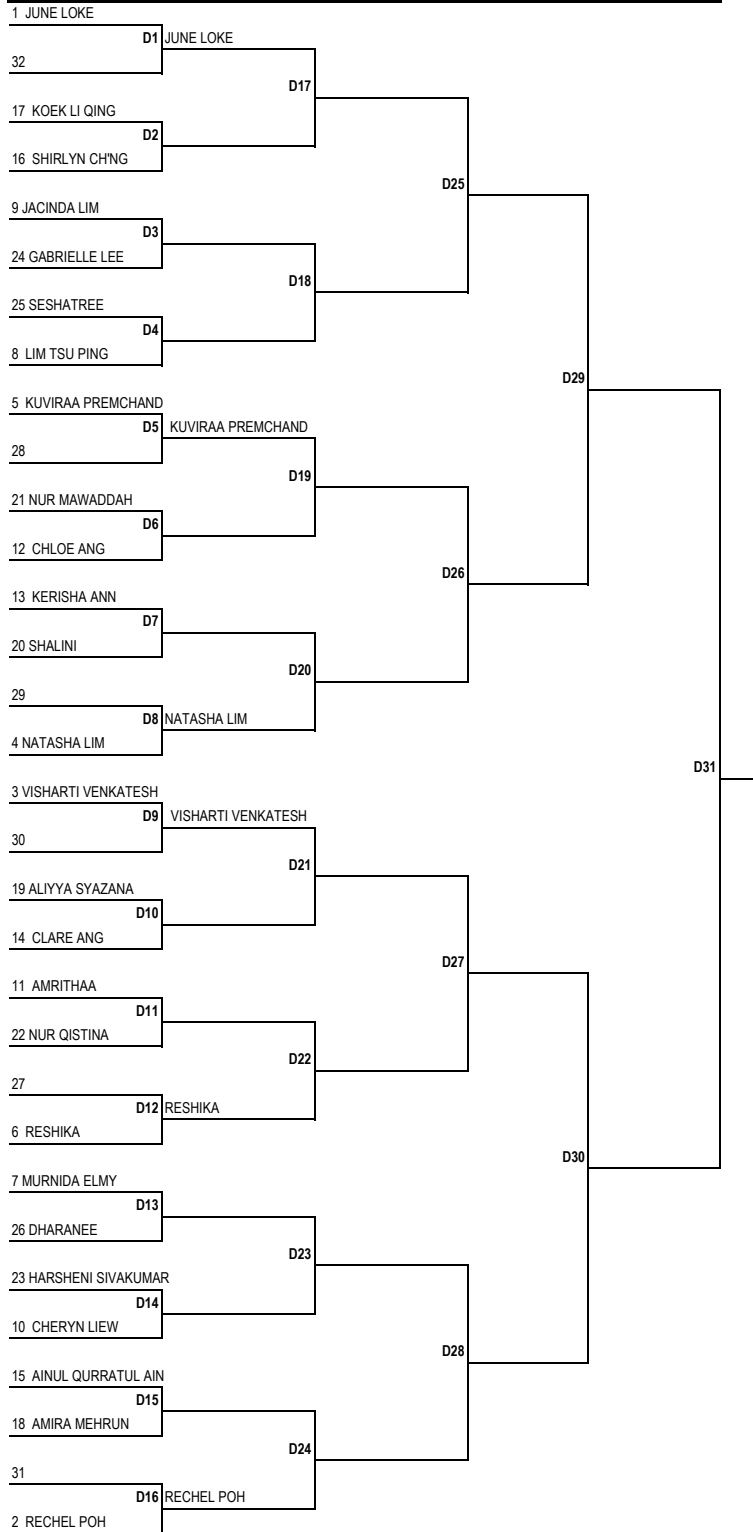 1 JUNE LOKE
D1 JUNE LOKE
32
D17
17 KOEK LI QING
D2
16 SHIRLYN CH'NG
D25
9 JACINDA LIM
D3
24 GABRIELLE LEE
D18
25 SESHATREE
D4
8 LIM TSU PING
D29
5 KUVIRAA PREMCHAND
D5 KUVIRAA PREMCHAND
28
D19
21 NUR MAWADDAH
D6
12 CHLOE ANG
D26
13 KERISHA ANN
D7
20 SHALINI
D20
29
D8 NATASHA LIM
4 NATASHA LIM
D31
3 VISHARTI VENKATESH
D9 VISHARTI VENKATESH
30
D21
19 ALIYYA SYAZANA
D10
14 CLARE ANG
D27
11 AMRITHAA
D11
22 NUR QISTINA
D22
27
D12 RESHIKA
6 RESHIKA
D30
7 MURNIDA ELMY
D13
26 DHARANEE
D23
23 HARSHENI SIVAKUMAR
D14
10 CHERYN LIEW
D28
15 AINUL QURRATUL AIN
D15
18 AMIRA MEHRUN
D24
31
D16 RECHEL POH
2 RECHEL POH